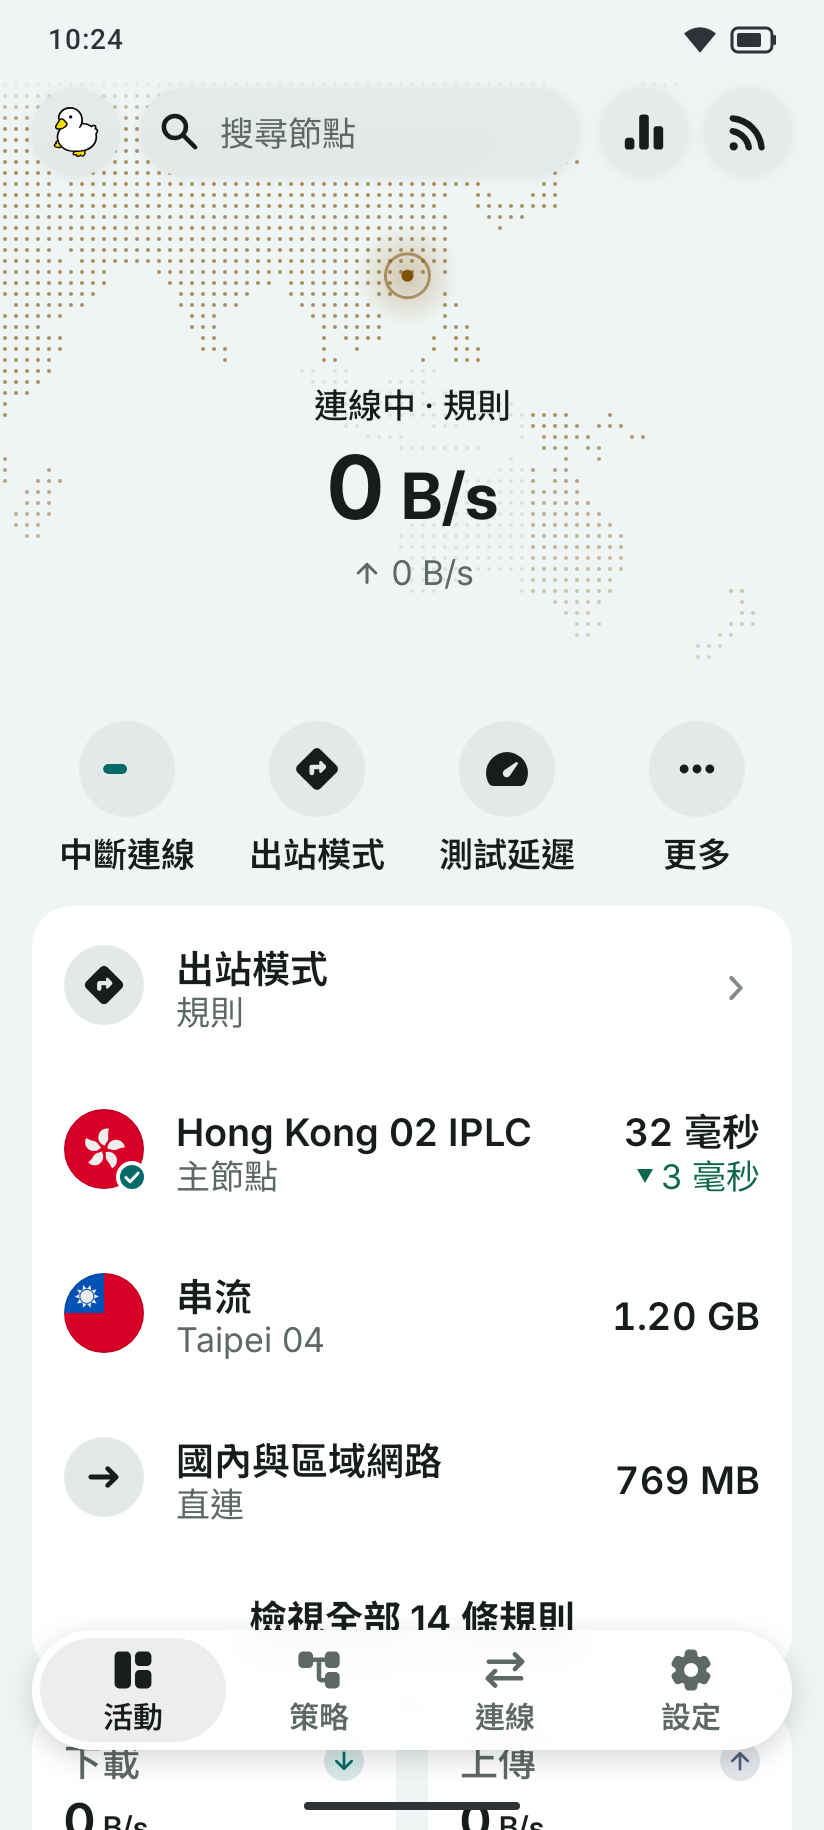 10:24
搜尋節點
連線中 · 規則
0 B/s
↑ 0 B/s
中斷連線
出站模式
測試延遲
更多
出站模式
規則
Hong Kong 02 IPLC
32 毫秒
主節點
▼3 毫秒
串流
1.20 GB
Taipei 04
國內與區域網路
769 MB
直連
檢視全部 14 條規則
活動
策略
連線
設定
下載
上傳
0 B/s
0 B/s